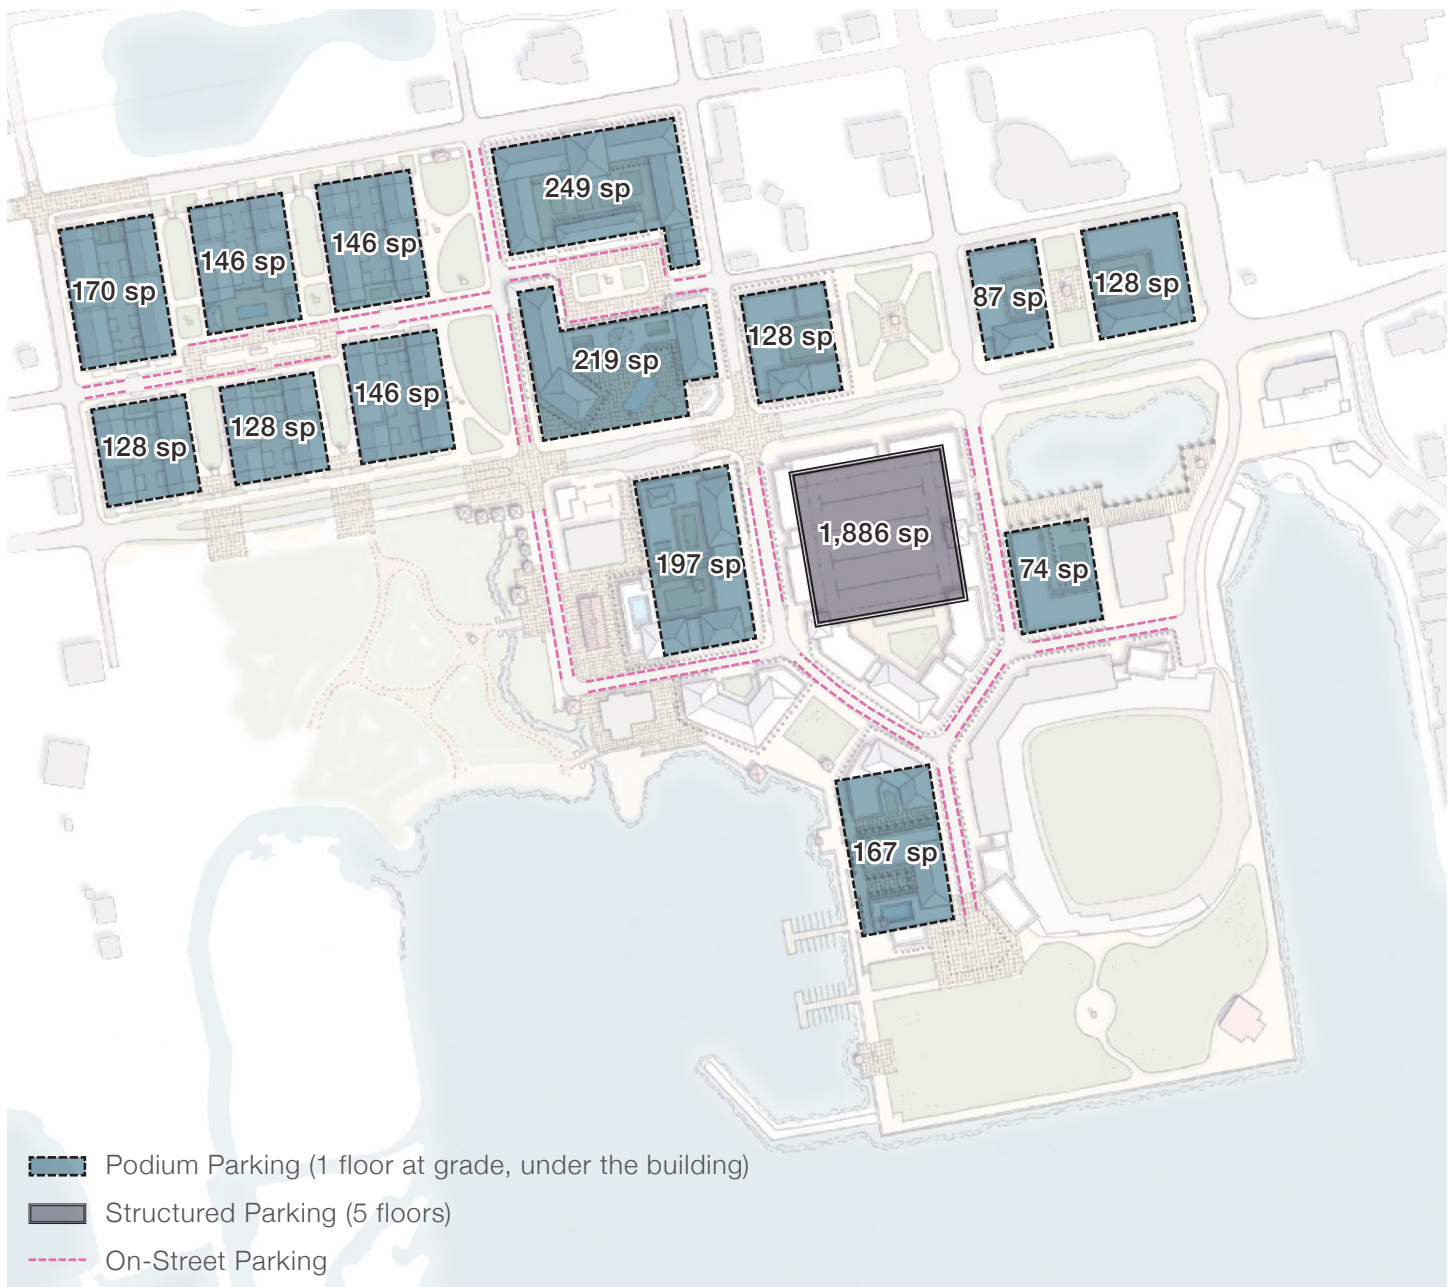 249 sp
146 sp
146 sp
170 sp
87 sp
128 sp
128 sp
219 sp
146 sp
128 sp
128 sp
1,886 sp
197 sp
74 sp
167 sp
Podium Parking (1 floor at grade, under the building)
Structured Parking (5 floors)
On-Street Parking